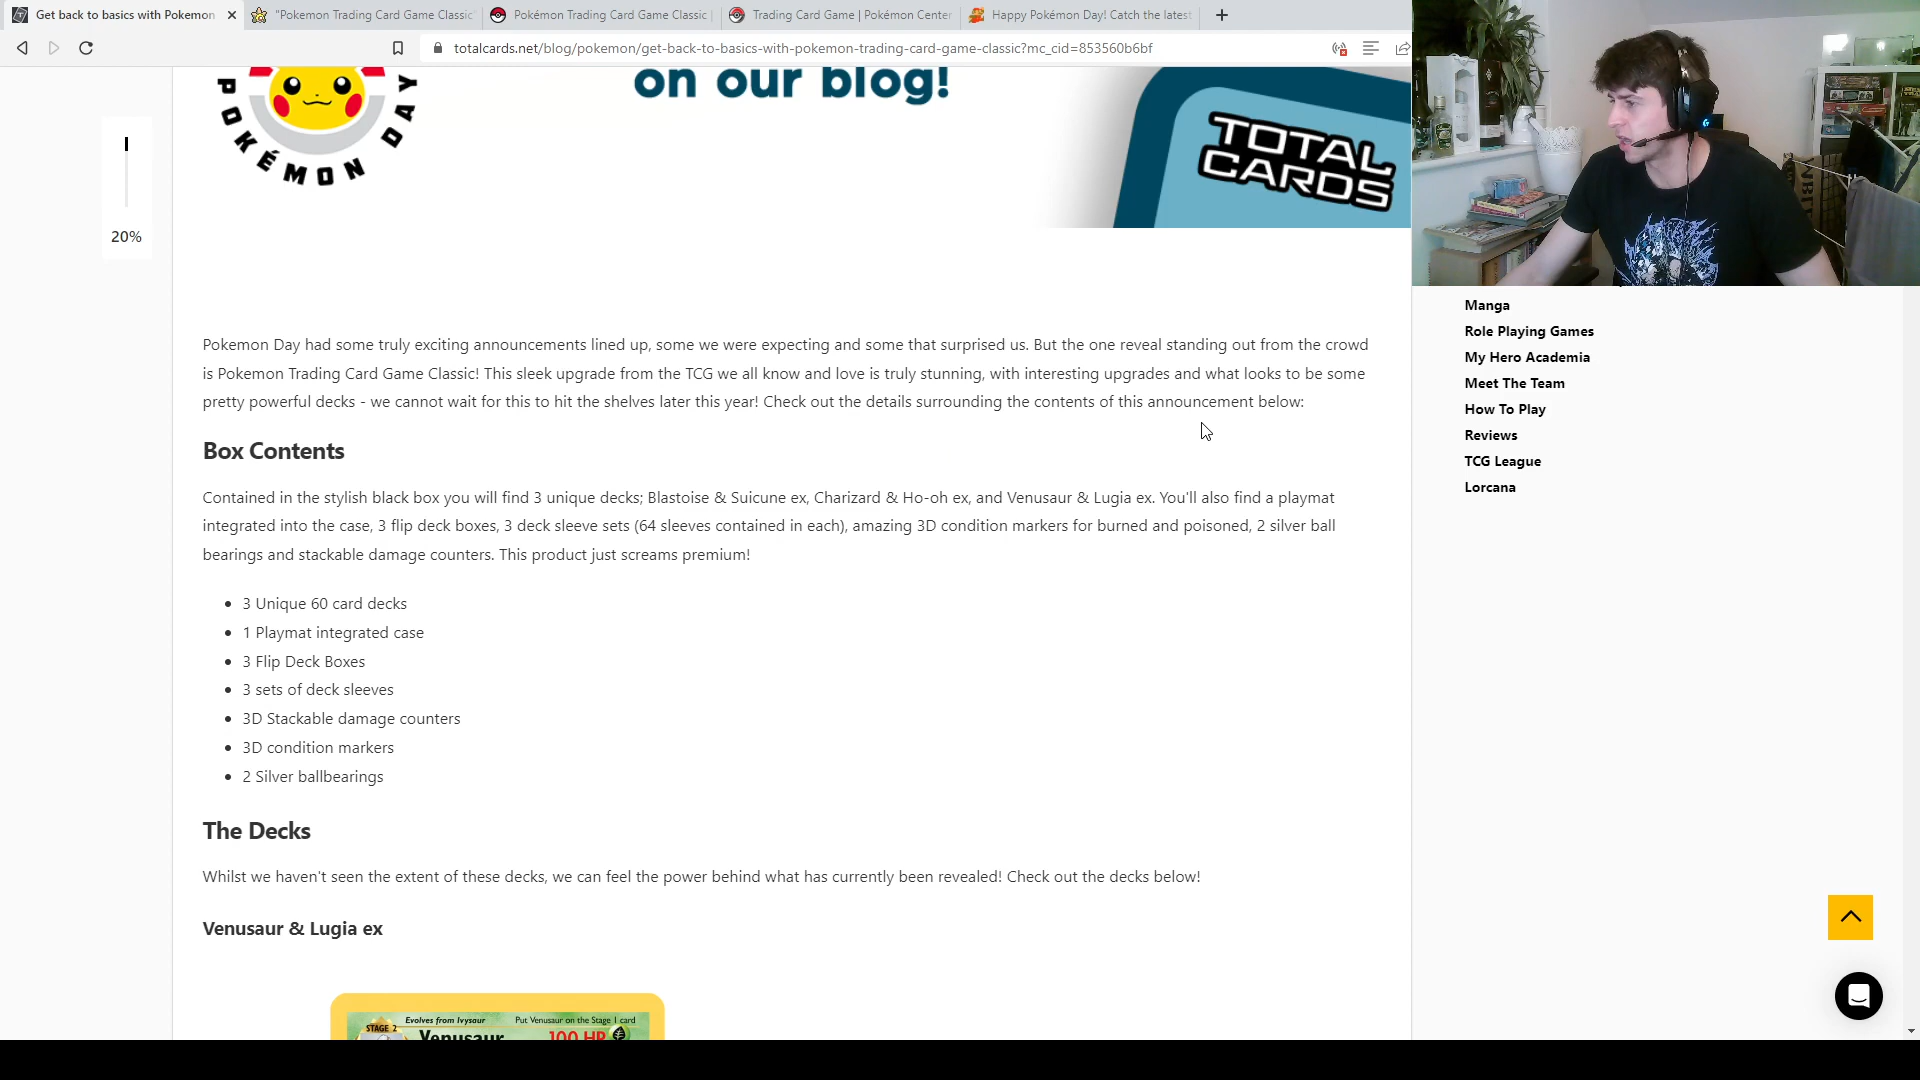 Get back to basics with Pokemon
"Pokemon Trading Card Game Classic"
Pokémon Trading Card Game Classic |
Trading Card Game | Pokémon Center
Happy Pokémon Day! Catch the latest
totalcards.net/blog/pokemon/get-back-to-basics-with-pokemon-trading-card-game-classic?mc_cid=853560b6bf
POKÉMON DAY
on our blog!
TOTAL
CARDS
20%
Manga
Role Playing Games
My Hero Academia
Meet The Team
How To Play
Reviews
TCG League
Lorcana
Pokemon Day had some truly exciting announcements lined up, some we were expecting and some that surprised us. But the one reveal standing out from the crowd
is Pokemon Trading Card Game Classic! This sleek upgrade from the TCG we all know and love is truly stunning, with interesting upgrades and what looks to be some
pretty powerful decks - we cannot wait for this to hit the shelves later this year! Check out the details surrounding the contents of this announcement below:
Box Contents
Contained in the stylish black box you will find 3 unique decks; Blastoise & Suicune ex, Charizard & Ho-oh ex, and Venusaur & Lugia ex. You'll also find a playmat
integrated into the case, 3 flip deck boxes, 3 deck sleeve sets (64 sleeves contained in each), amazing 3D condition markers for burned and poisoned, 2 silver ball
bearings and stackable damage counters. This product just screams premium!
• 3 Unique 60 card decks
• 1 Playmat integrated case
• 3 Flip Deck Boxes
• 3 sets of deck sleeves
• 3D Stackable damage counters
• 3D condition markers
• 2 Silver ballbearings
The Decks
Whilst we haven't seen the extent of these decks, we can feel the power behind what has currently been revealed! Check out the decks below!
Venusaur & Lugia ex
STAGE 2
Evolves from Ivysaur
Put Venusaur on the Stage 1 card
Venusaur
100 HP